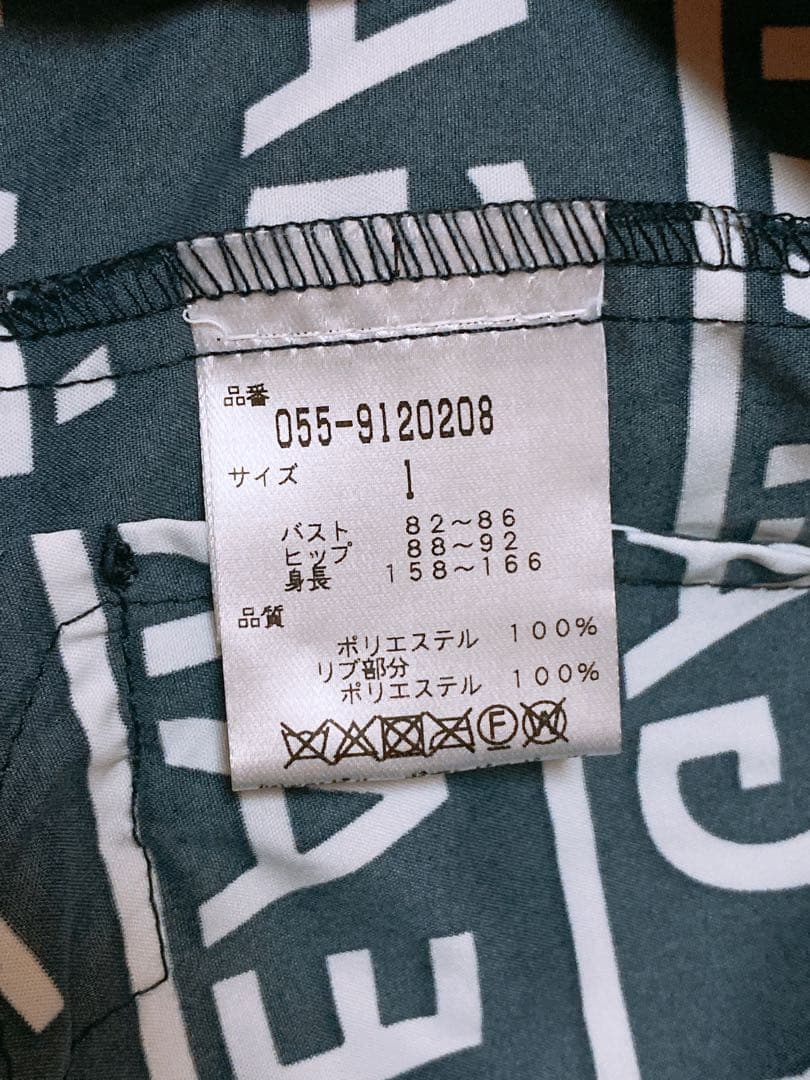 品番
055-9120208
サイズ 1
バスト 82～86
ヒップ 88～92
身長 158～166
品質
ポリエステル 100%
リブ部分
ポリエステル 100%
F W